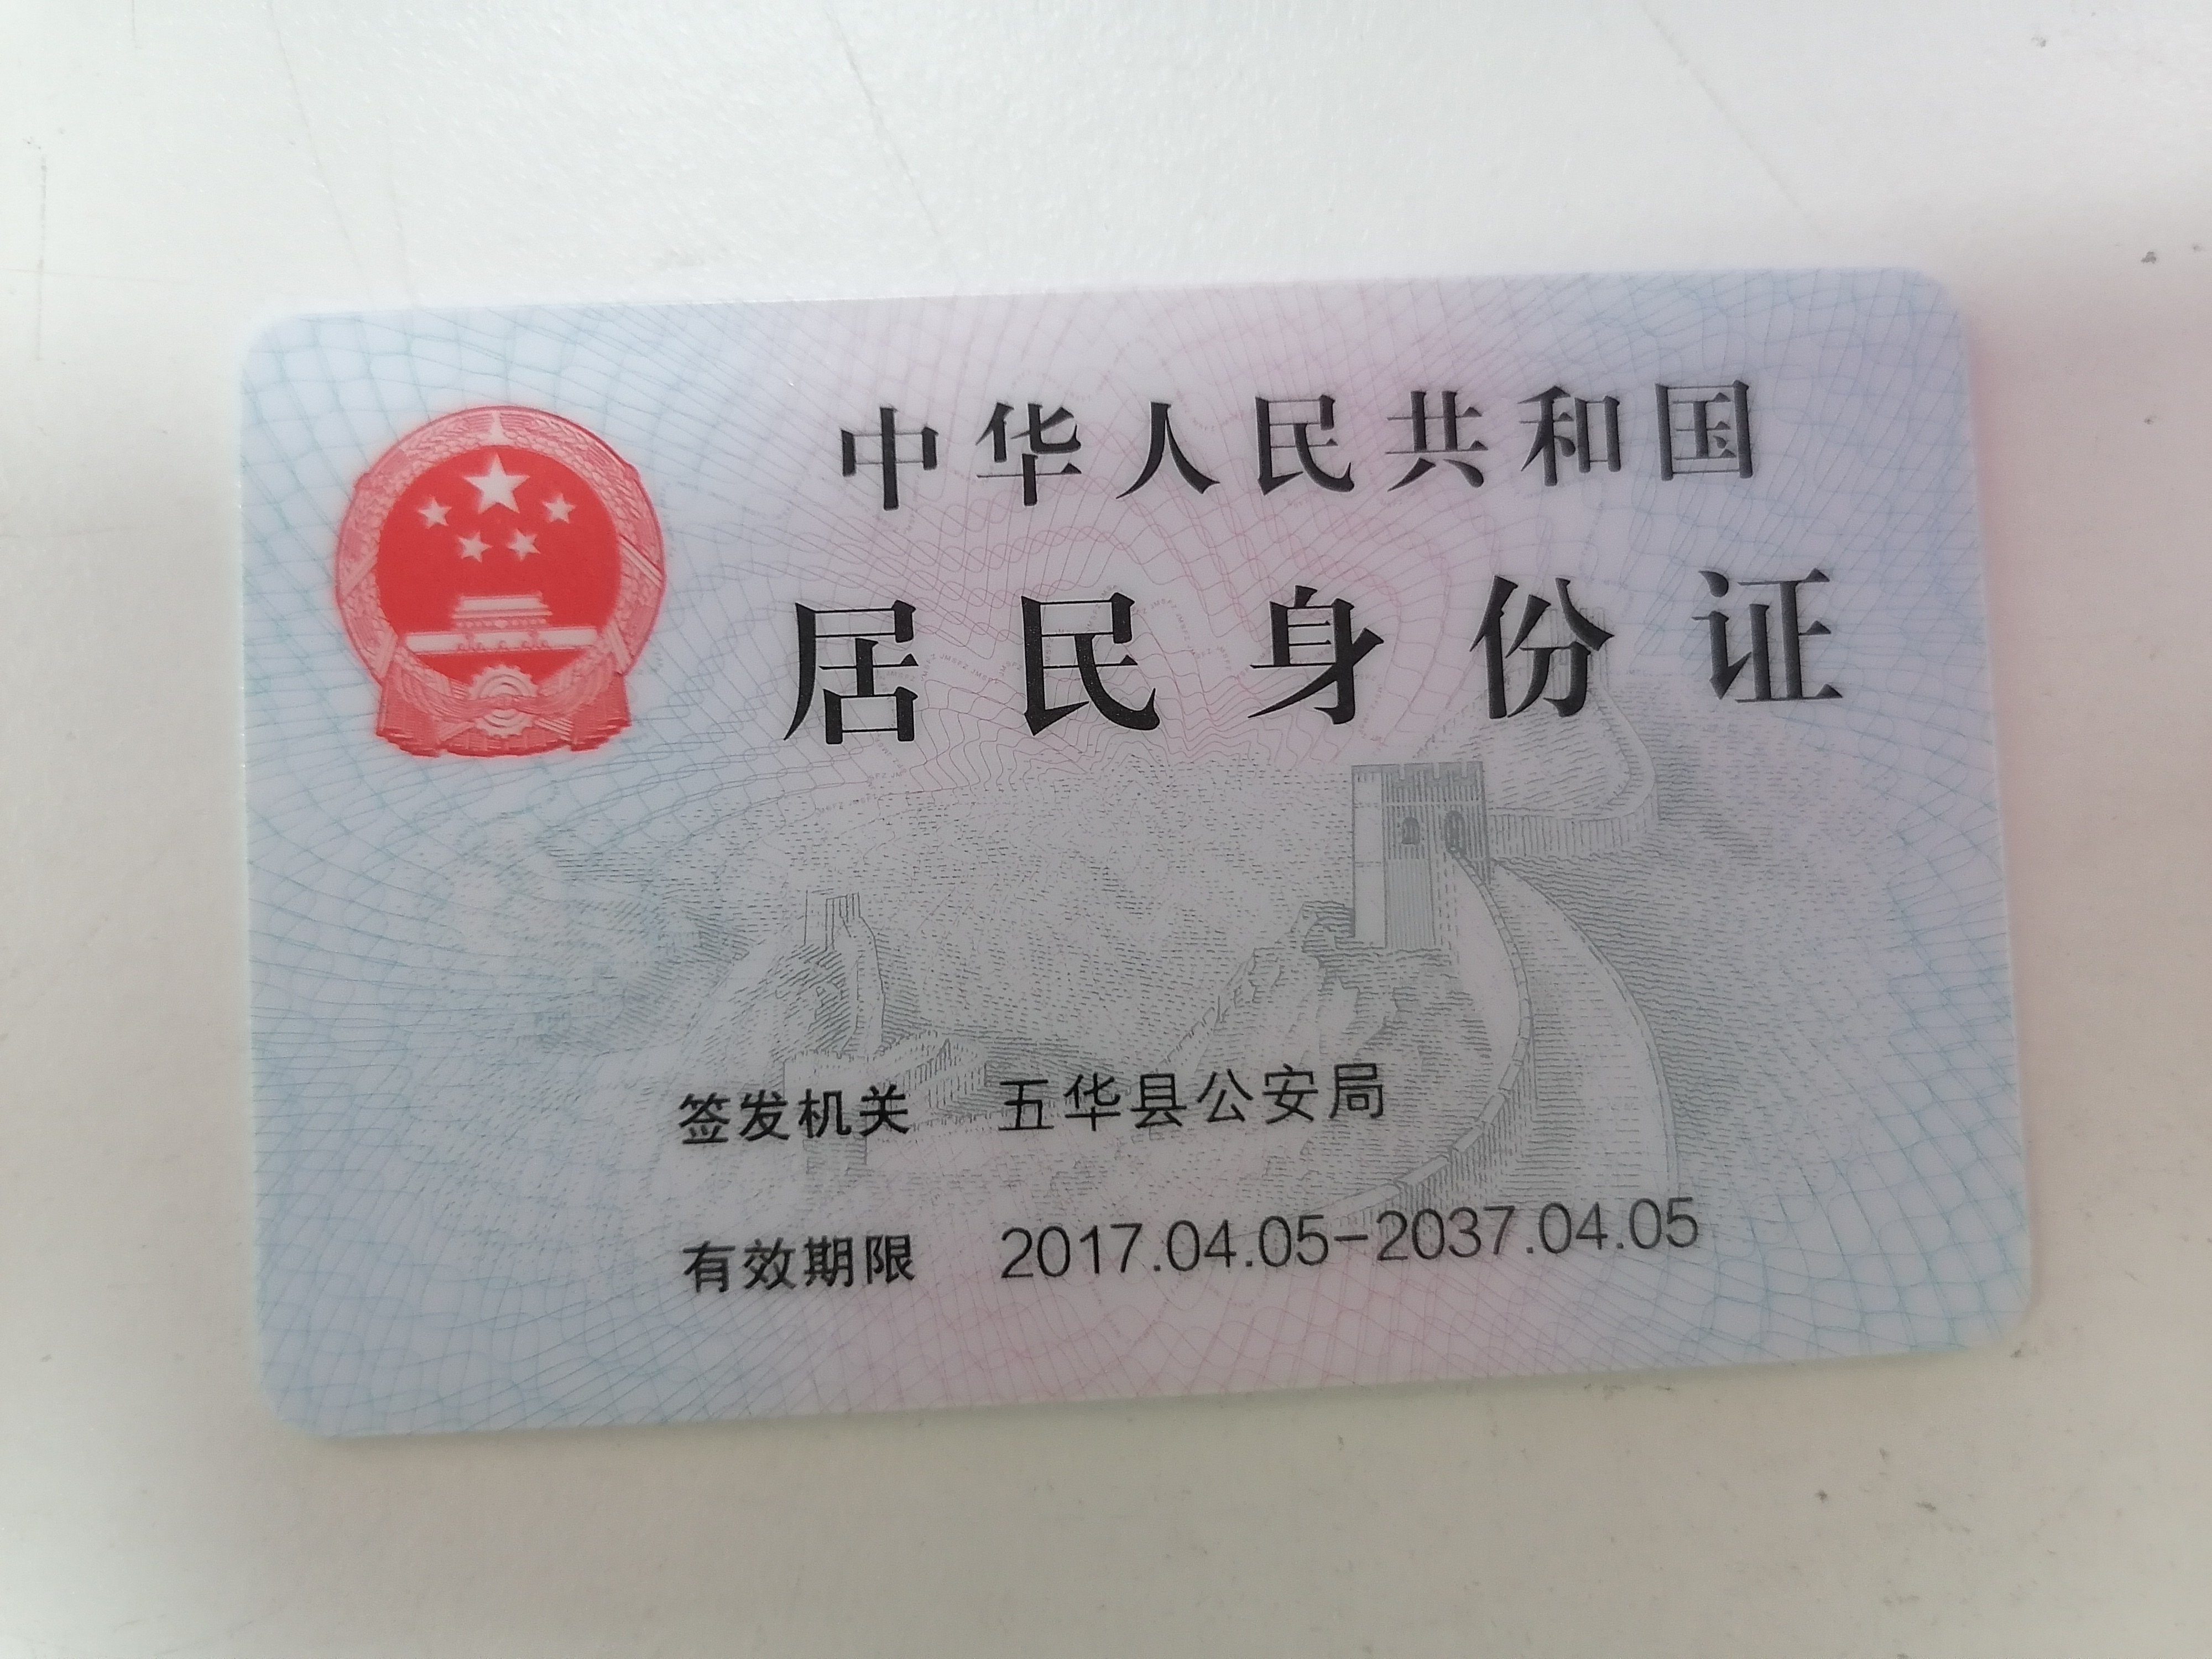 中华人民共和国
居民身份证
签发机关 五华县公安局
有效期限 2017.04.05-2037.04.05